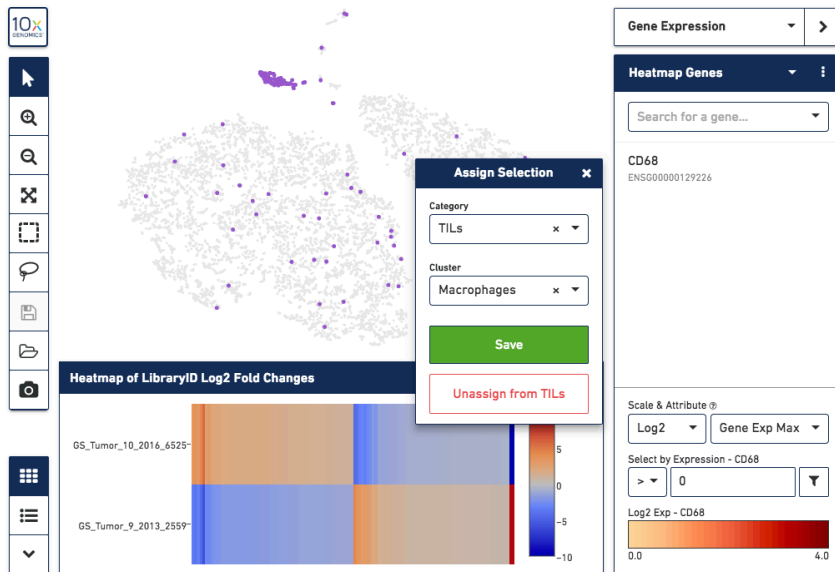 10x
GENOMICS
Gene Expression
Heatmap Genes
Search for a gene...
CD68
ENSG00000129226
Assign Selection
Category
TILs
Cluster
Macrophages
Save
Unassign from TILs
Heatmap of LibraryID Log2 Fold Changes
GS_Tumor_10_2016_6525
GS_Tumor_9_2013_2559
5
0
−5
−10
Scale & Attribute
Log2
Gene Exp Max
Select by Expression - CD68
>
0
Log2 Exp - CD68
0.0
4.0